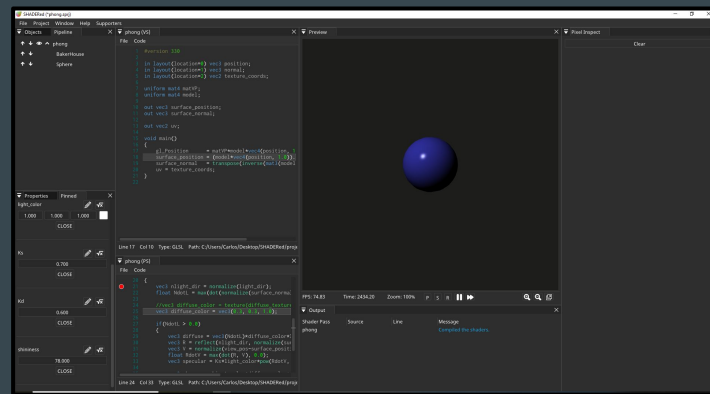 SHADERed (*phong.sprj)
File Project Window Help Supporters
Objects Pipeline
phong
BakerHouse
Sphere
phong (VS)
File Code
#version 330
in layout(location=0) vec3 position;
in layout(location=1) vec3 normal;
in layout(location=2) vec2 texture_coords;
uniform mat4 matVP;
uniform mat4 model;
out vec3 surface_position;
out vec3 surface_normal;
out vec2 uv;
void main()
{
gl_Position = matVP*model*vec4(position, 1
surface_position = (model*vec4(position, 1.0)).
surface_normal = transpose(inverse(mat3(model
uv = texture_coords;
}
Line 17 Col 10 Type: GLSL Path: C:/Users/Carlos/Desktop/SHADERed/proj
Properties Pinned
light_color
1.000 1.000 1.000
CLOSE
Ks
0.700
CLOSE
Kd
0.600
CLOSE
shininess
78.000
CLOSE
phong (PS)
File Code
{
vec3 nlight_dir = normalize(light_dir);
float NdotL = max(dot(normalize(surface_norma
//vec3 diffuse_color = texture(diffuse_texture
vec3 diffuse_color = vec3(0.3, 0.3, 1.0);
if(NdotL > 0.0)
{
vec3 diffuse = vec3(NdotL)*diffuse_color*
vec3 R = reflect(nlight_dir, normalize(su
vec3 V = normalize(view_pos-surface_posit
float RdotV = max(dot(R, V), 0.0);
vec3 specular = Ks*light_color*pow(RdotV,
Line 24 Col 33 Type: GLSL Path: C:/Users/Carlos/Desktop/SHADERed/proj
Preview
FPS: 74.83 Time: 2434.20 Zoom: 100% P S R
Output
Shader Pass Source Line Message
phong Compiled the shaders.
Pixel Inspect
Clear